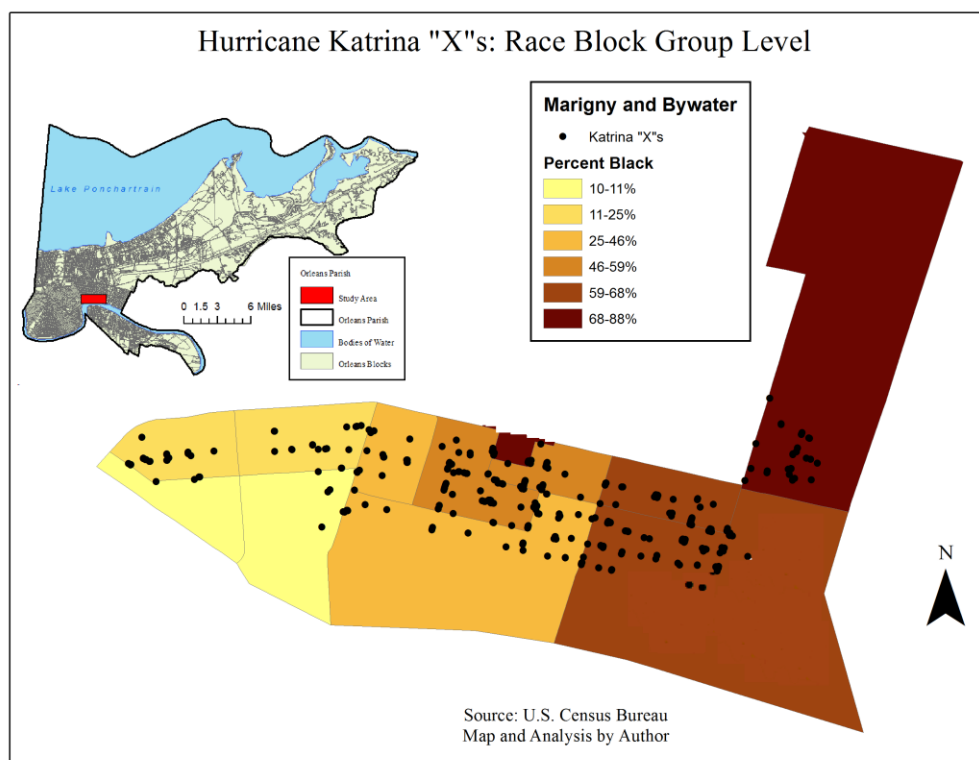 Hurricane Katrina "X"s: Race Block Group Level
Lake Ponchartrain
Orleans Parish
Study Area
Orleans Parish
Bodies of Water
Orleans Blocks
0 1.5 3 6 Miles
Marigny and Bywater
Katrina "X"s
Percent Black
10-11%
11-25%
25-46%
46-59%
59-68%
68-88%
N
Source: U.S. Census Bureau
Map and Analysis by Author